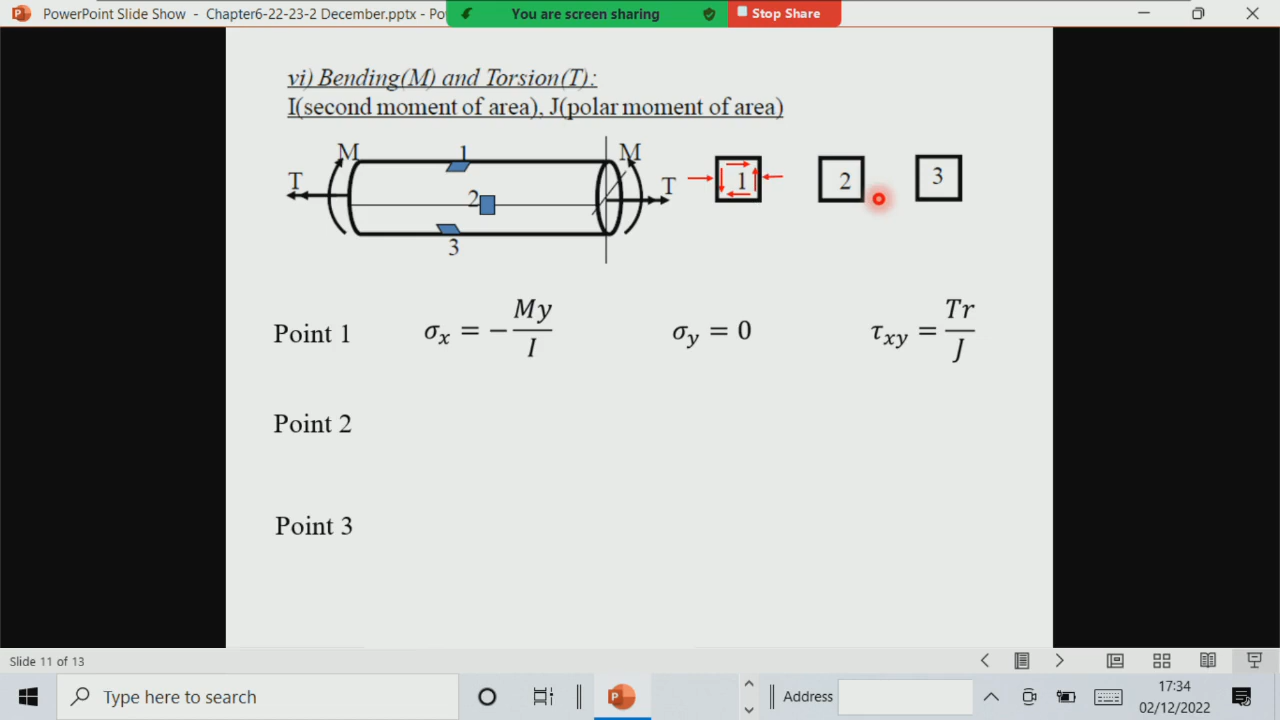 PowerPoint Slide Show - Chapter6-22-23-2 December.pptx - Po
You are screen sharing
Stop Share
vi) Bending(M) and Torsion(T):
I(second moment of area), J(polar moment of area)
M
1
M
T
2
T
3
1
2
3
Point 1
σx = − My/I
σy = 0
τxy = Tr/J
Point 2
Point 3
Slide 11 of 13
Type here to search
Address
17:34
02/12/2022